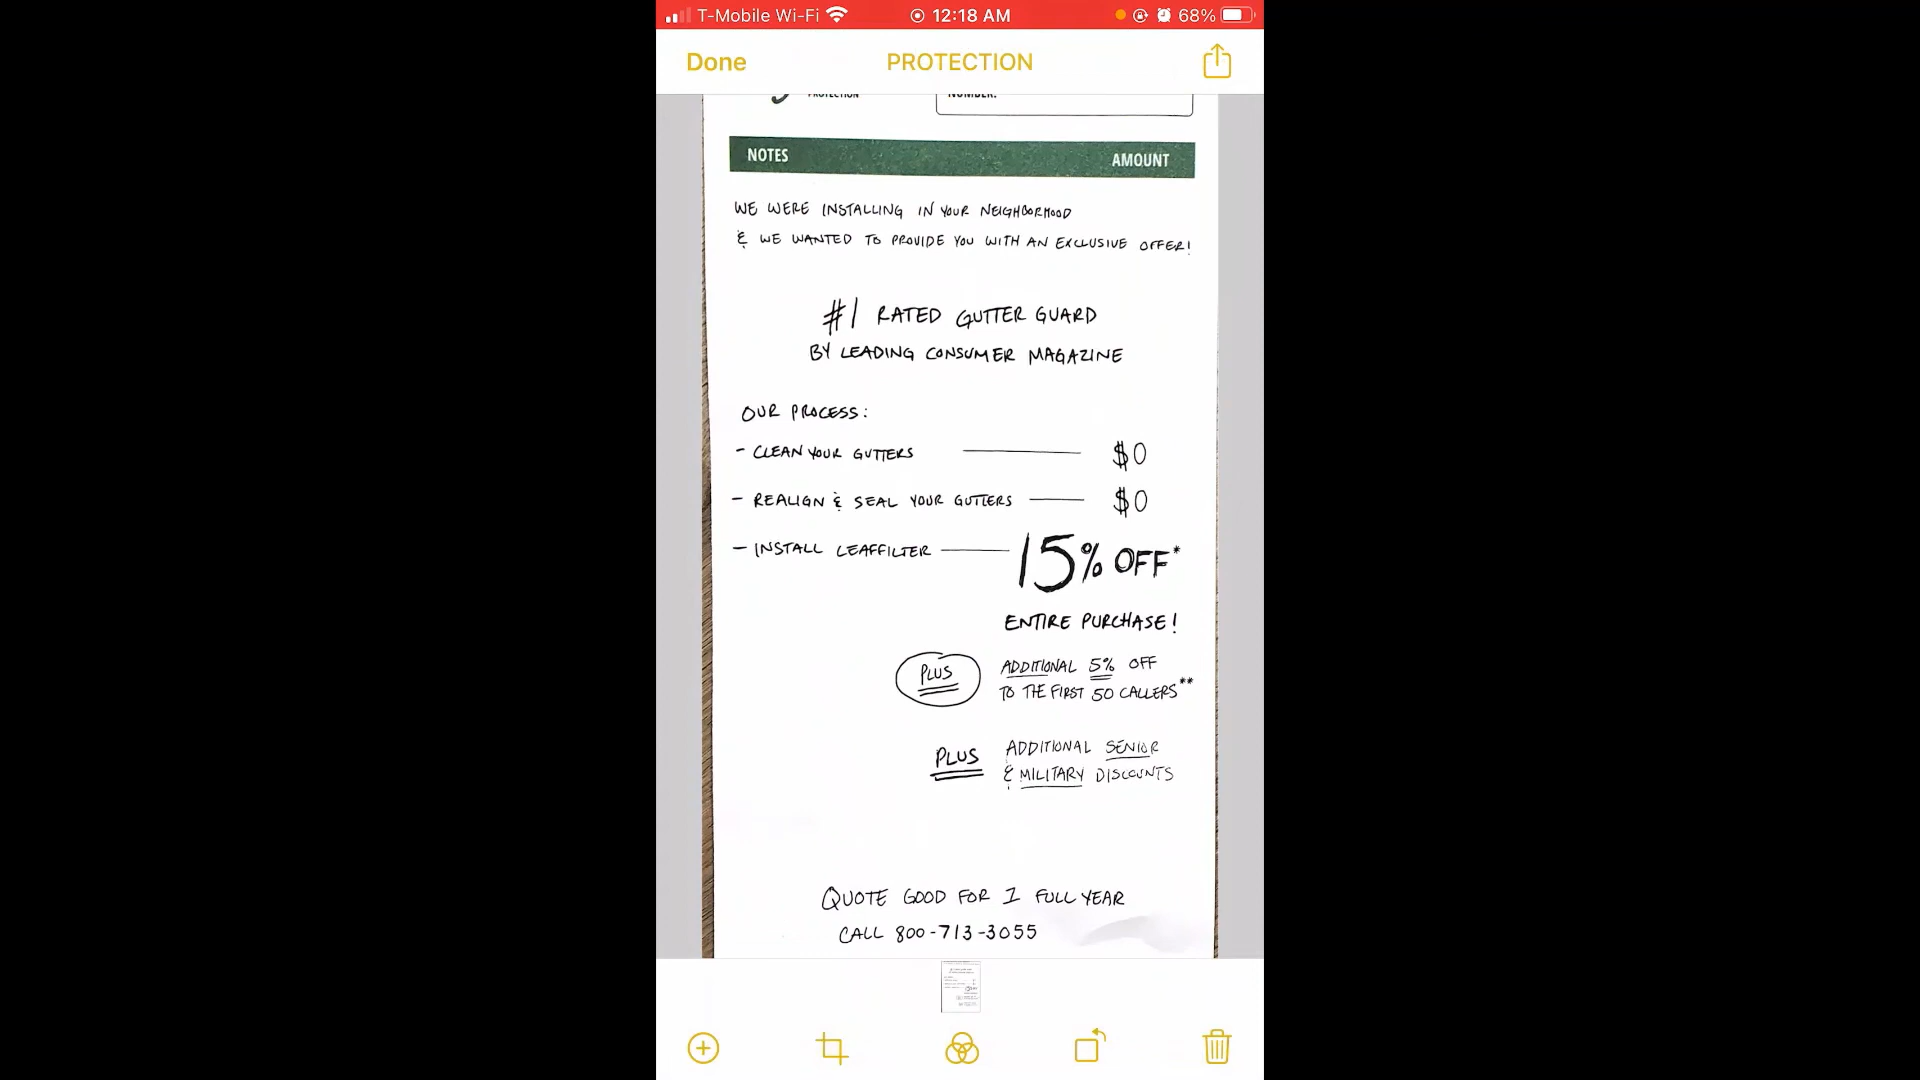 T-Mobile Wi-Fi 12:18 AM 68%
Done PROTECTION
PROTECTION NUMBER:
NOTES AMOUNT
WE WERE INSTALLING IN YOUR NEIGHBORHOOD
& WE WANTED TO PROVIDE YOU WITH AN EXCLUSIVE OFFER!
#1 RATED GUTTER GUARD
BY LEADING CONSUMER MAGAZINE
OUR PROCESS:
- CLEAN YOUR GUTTERS — $0
- REALIGN & SEAL YOUR GUTTERS — $0
- INSTALL LEAFFILTER — 15% OFF*
ENTIRE PURCHASE!
PLUS ADDITIONAL 5% OFF
TO THE FIRST 50 CALLERS**
PLUS ADDITIONAL SENIOR
& MILITARY DISCOUNTS
QUOTE GOOD FOR 1 FULL YEAR
CALL 800-713-3055